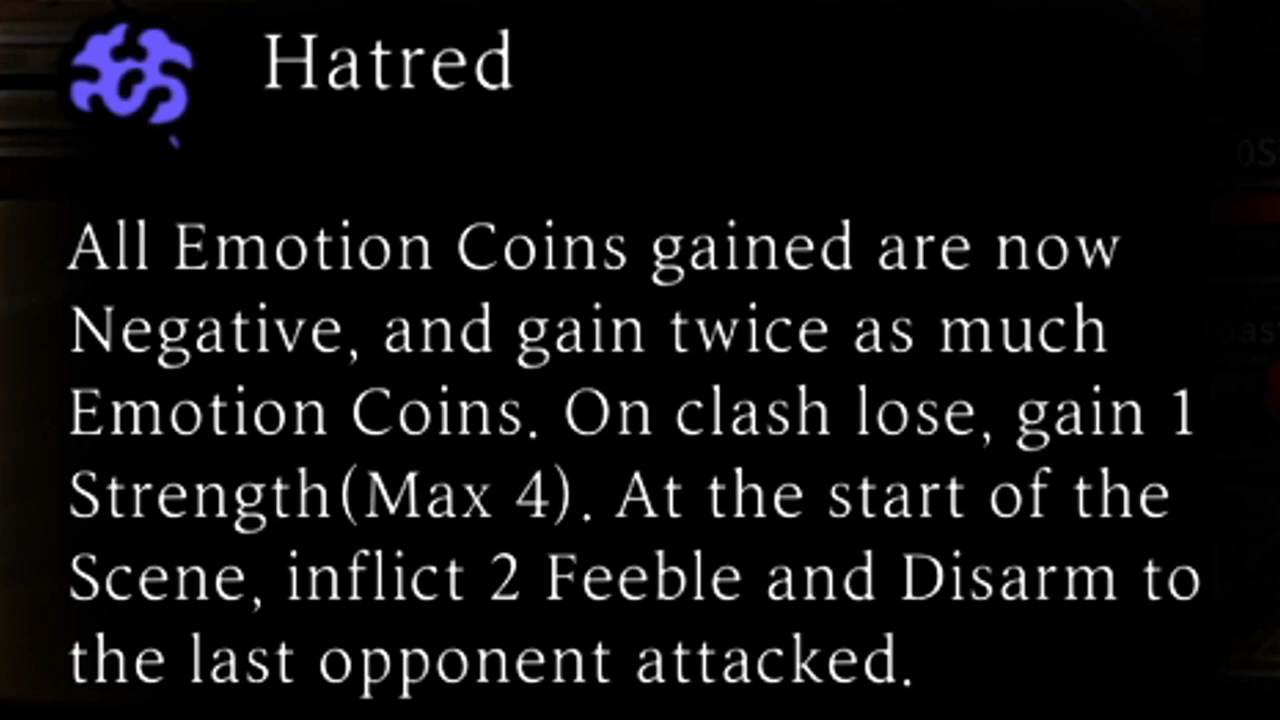 Hatred
All Emotion Coins gained are now
Negative, and gain twice as much
Emotion Coins. On clash lose, gain 1
Strength(Max 4). At the start of the
Scene, inflict 2 Feeble and Disarm to
the last opponent attacked.